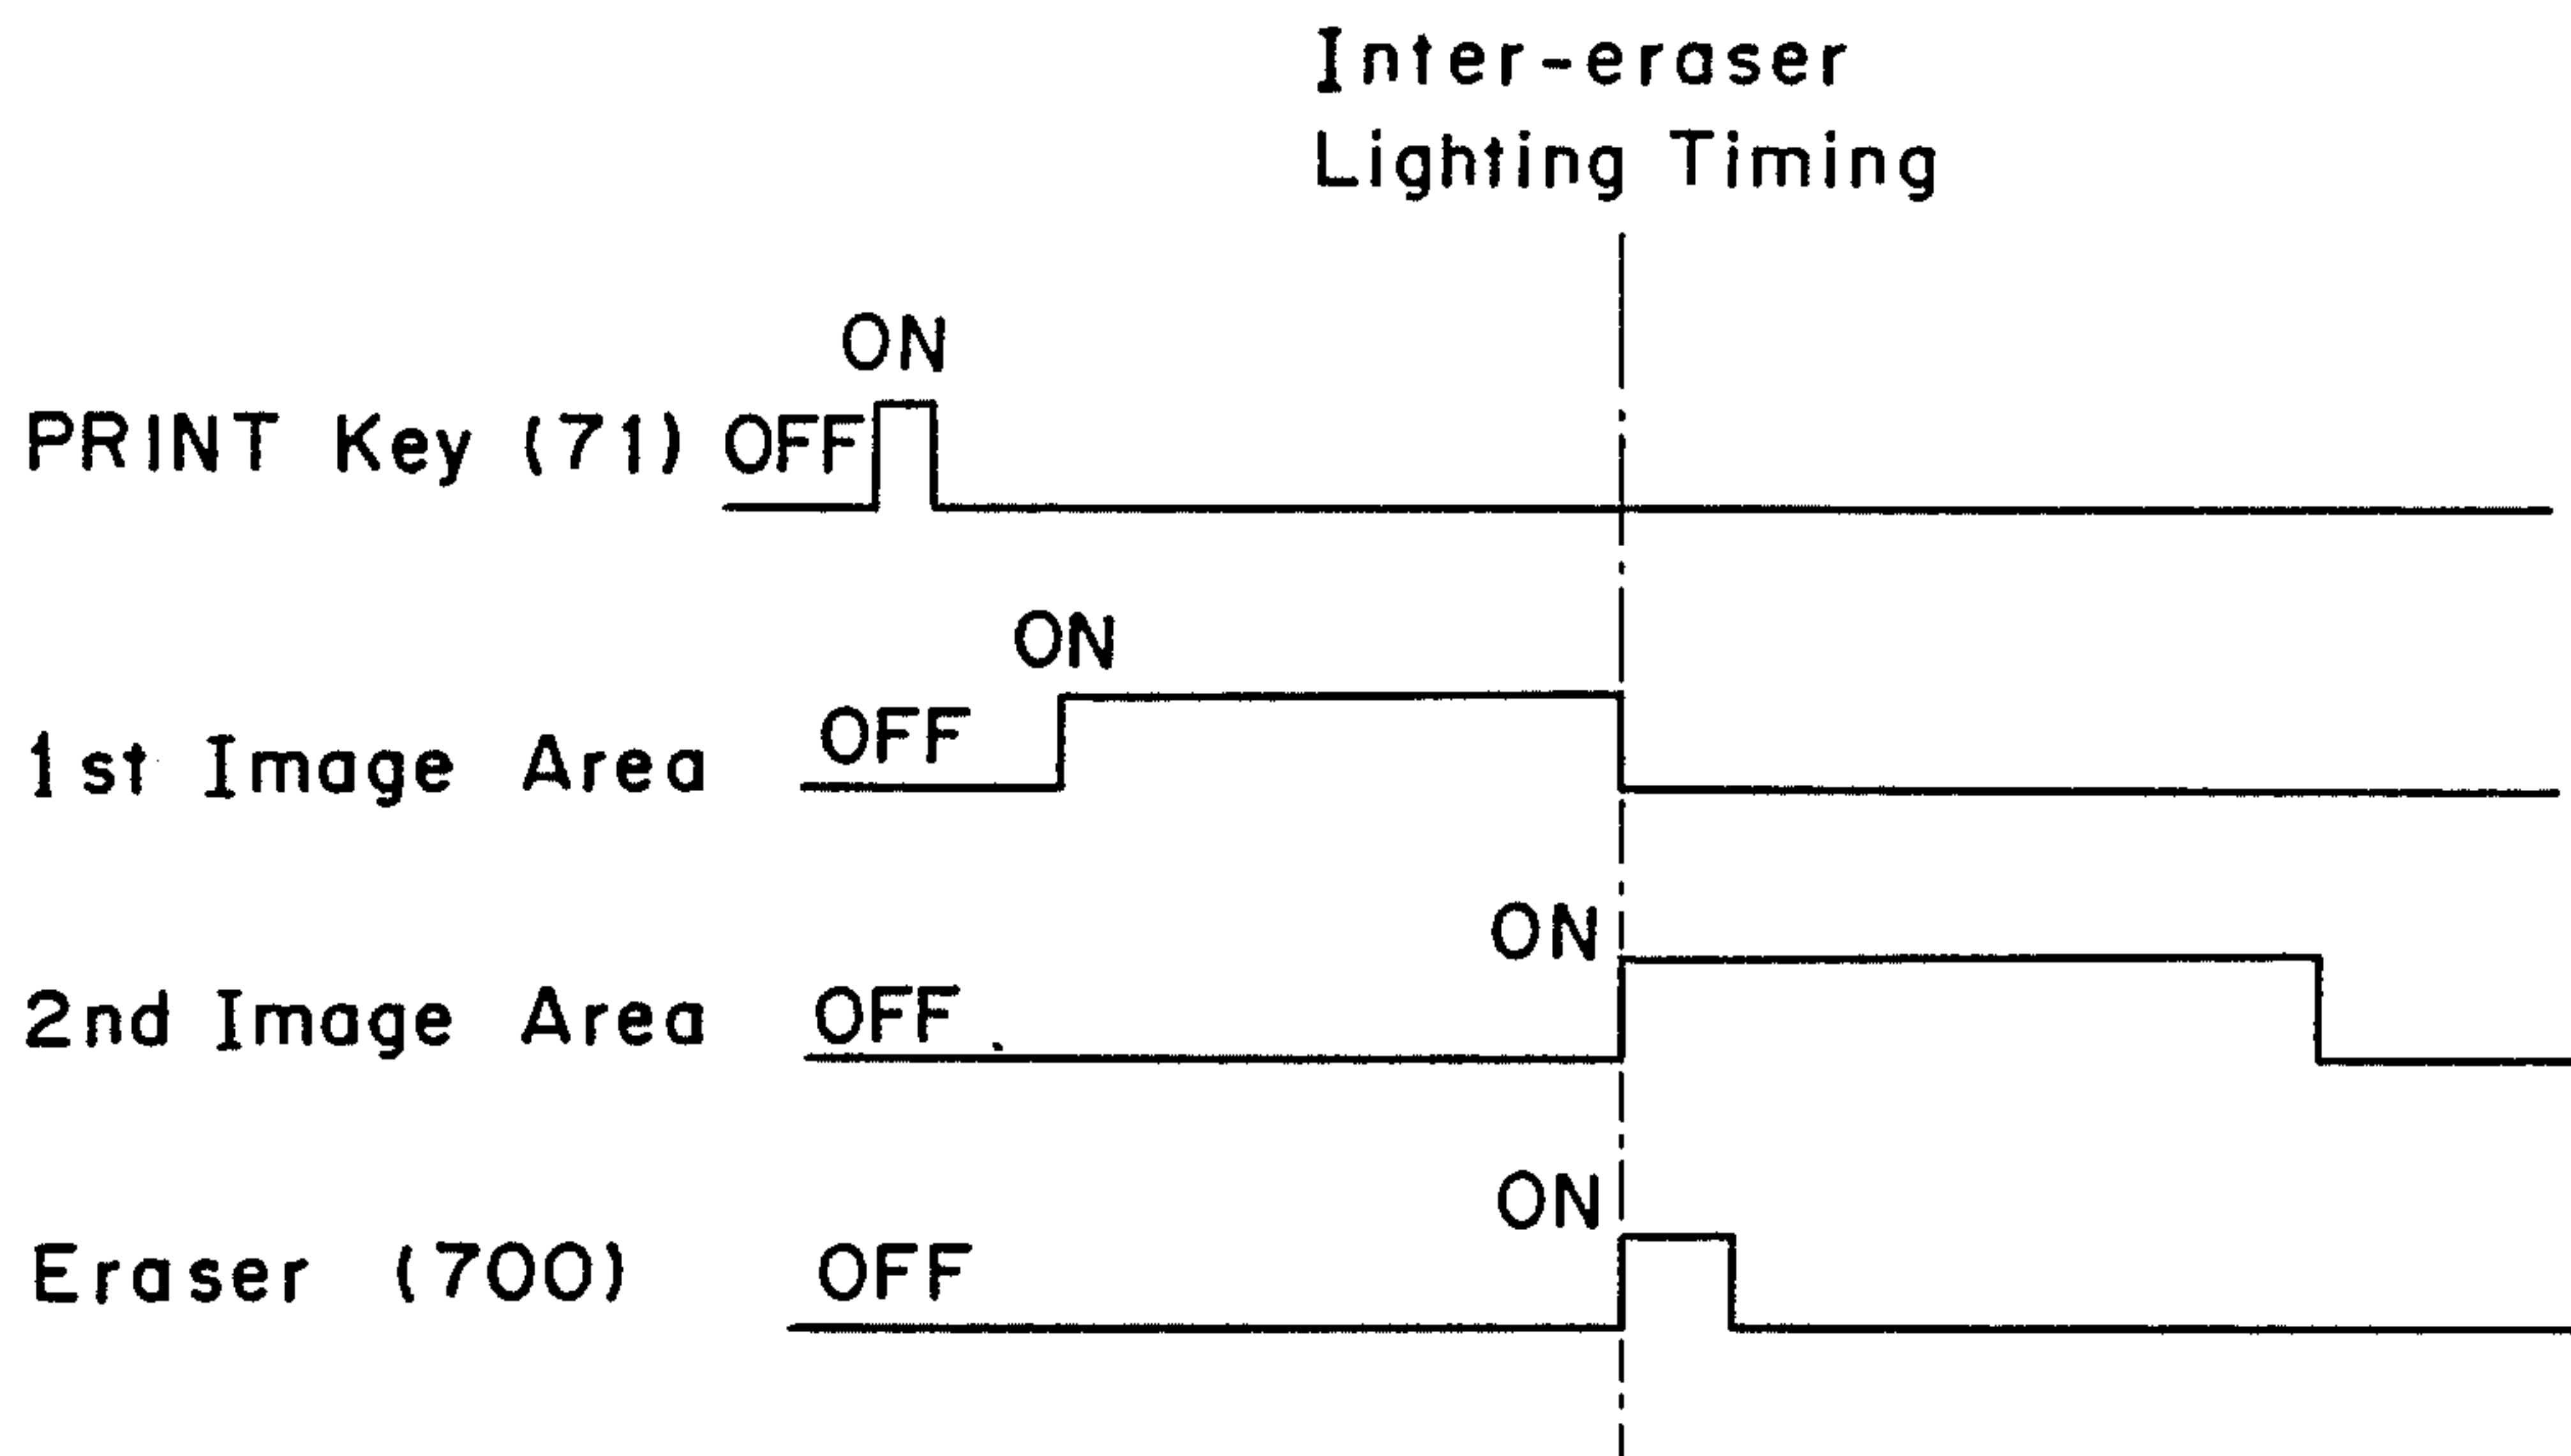 Inter-eraser
Lighting Timing
ON
PRINT Key (71) OFF
ON
OFF
1st Image Area
ON
2nd Image Area OFF
ON
Eraser (700) OFF